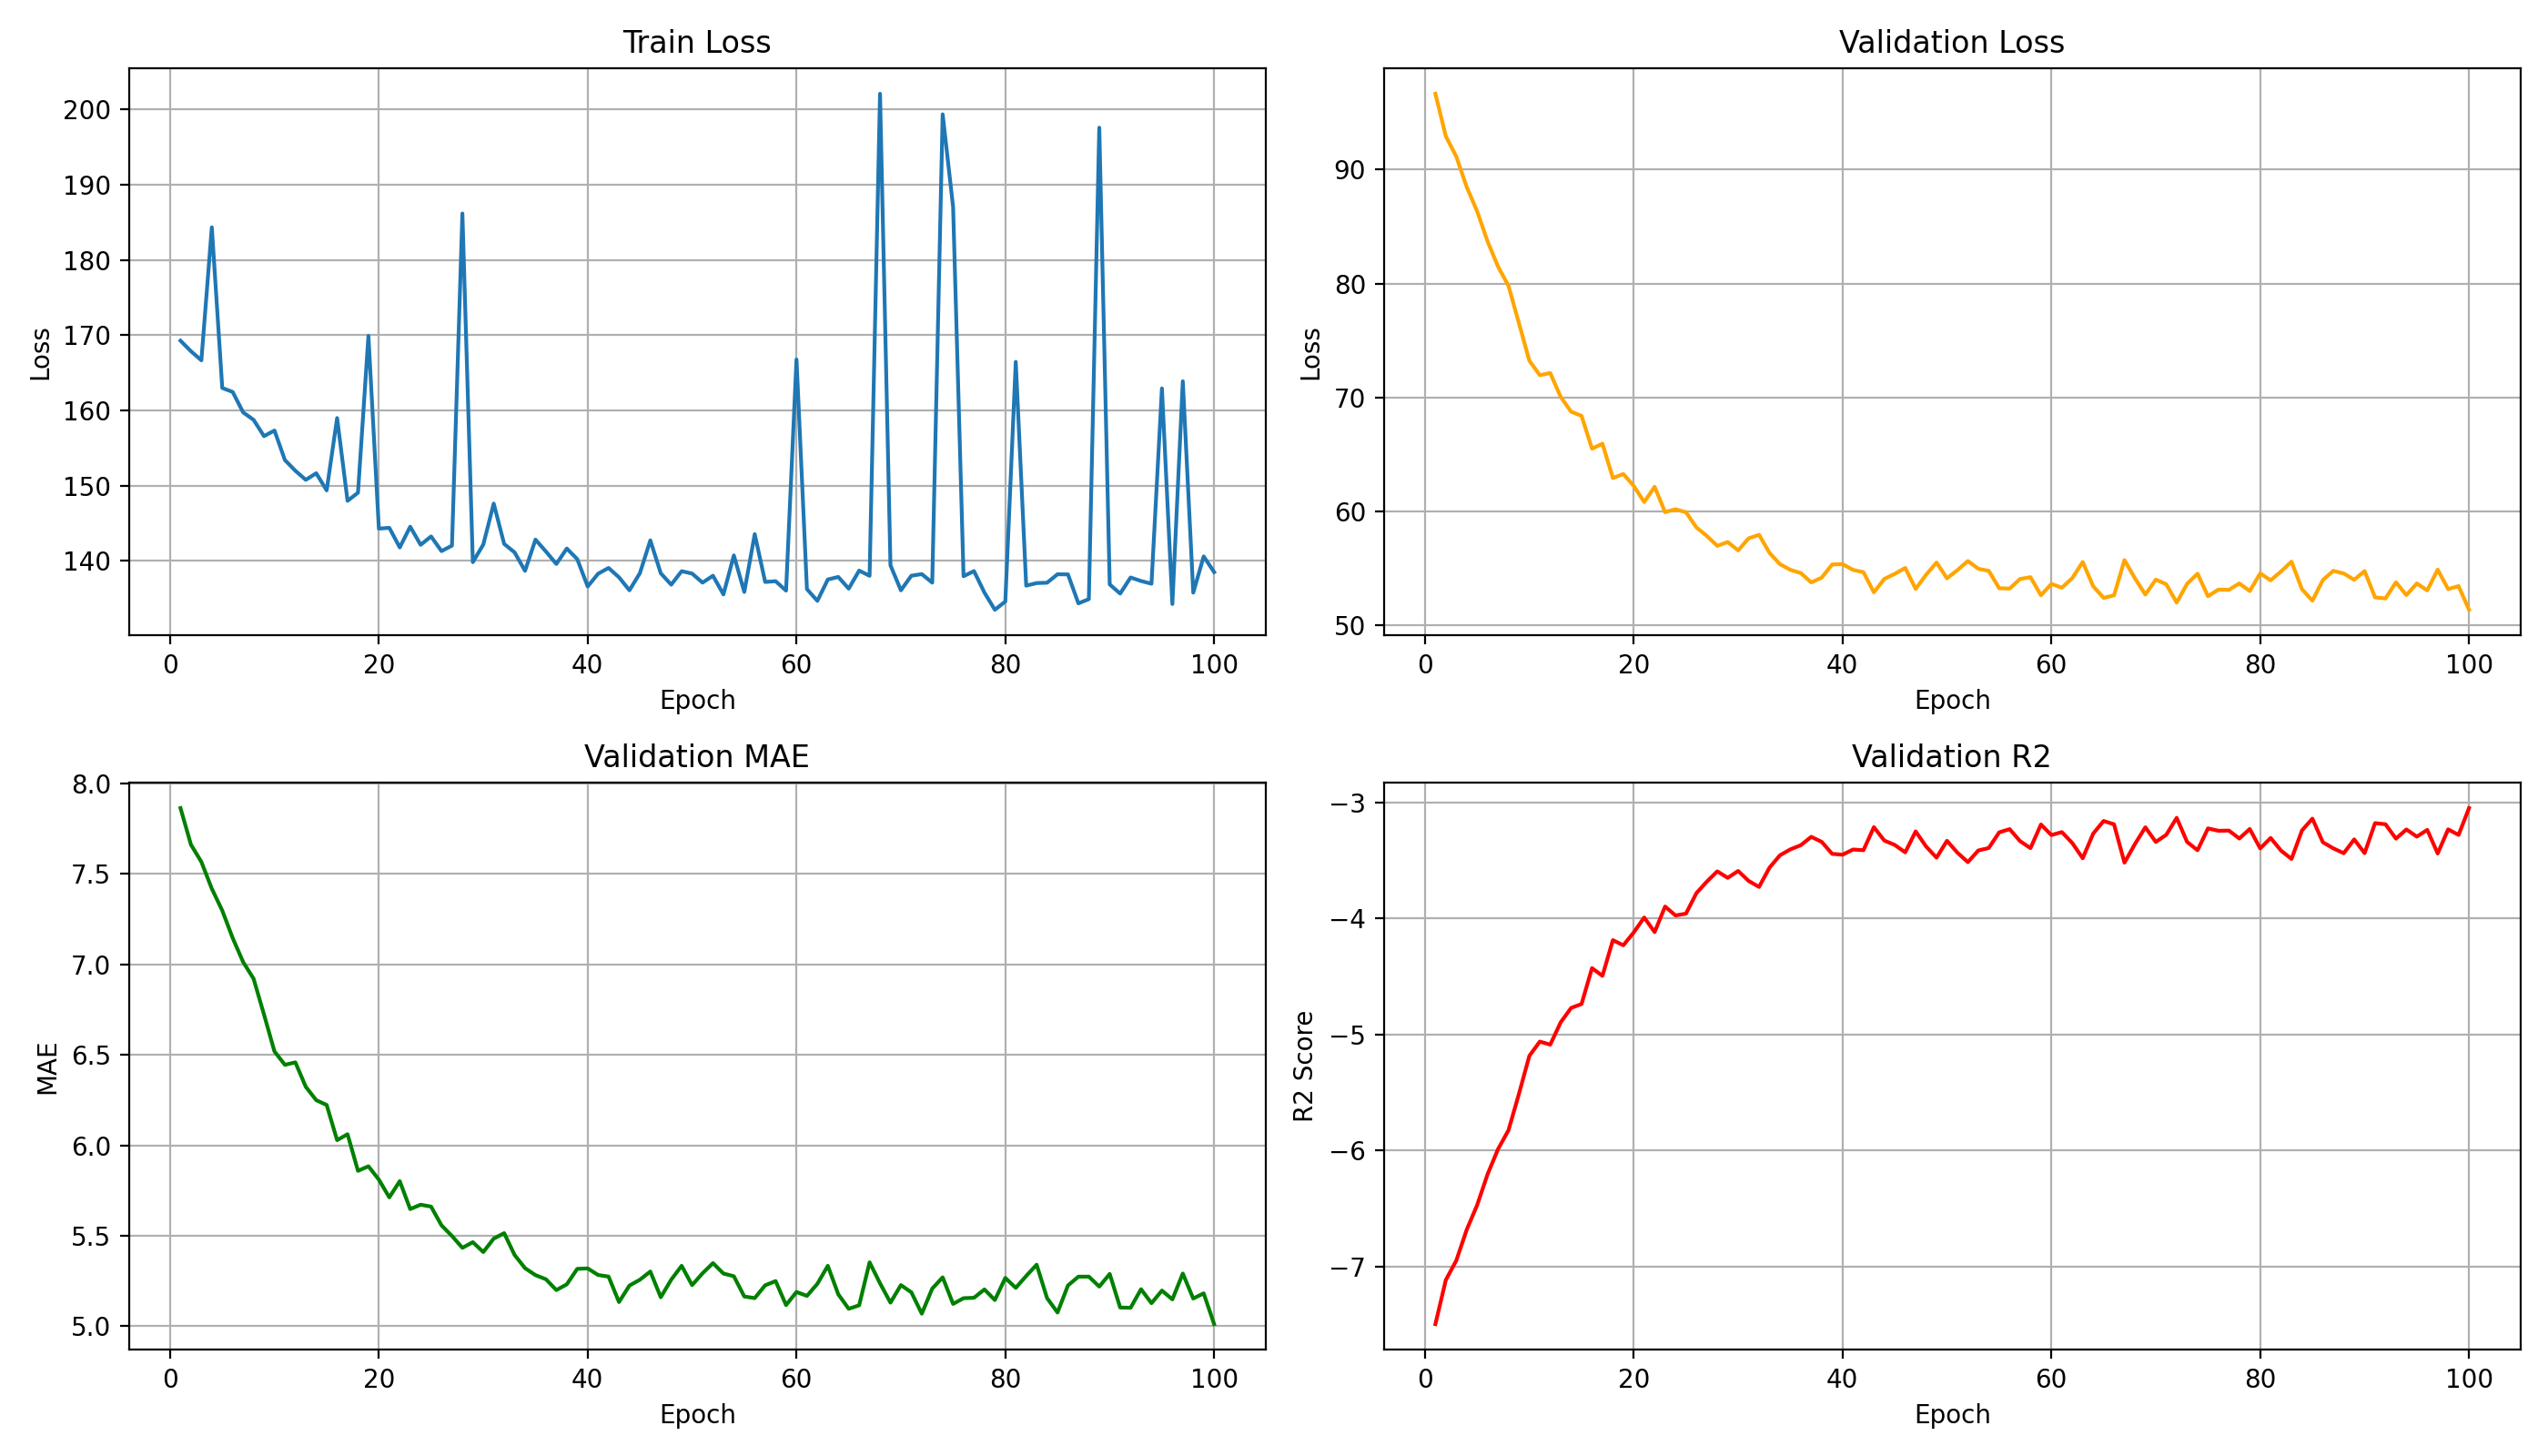 Train Loss
Loss
200
190
180
170
160
150
140
0 20 40 60 80 100
Epoch
Validation Loss
Loss
90
80
70
60
50
0 20 40 60 80 100
Epoch
Validation MAE
MAE
8.0
7.5
7.0
6.5
6.0
5.5
5.0
0 20 40 60 80 100
Epoch
Validation R2
R2 Score
−3
−4
−5
−6
−7
0 20 40 60 80 100
Epoch